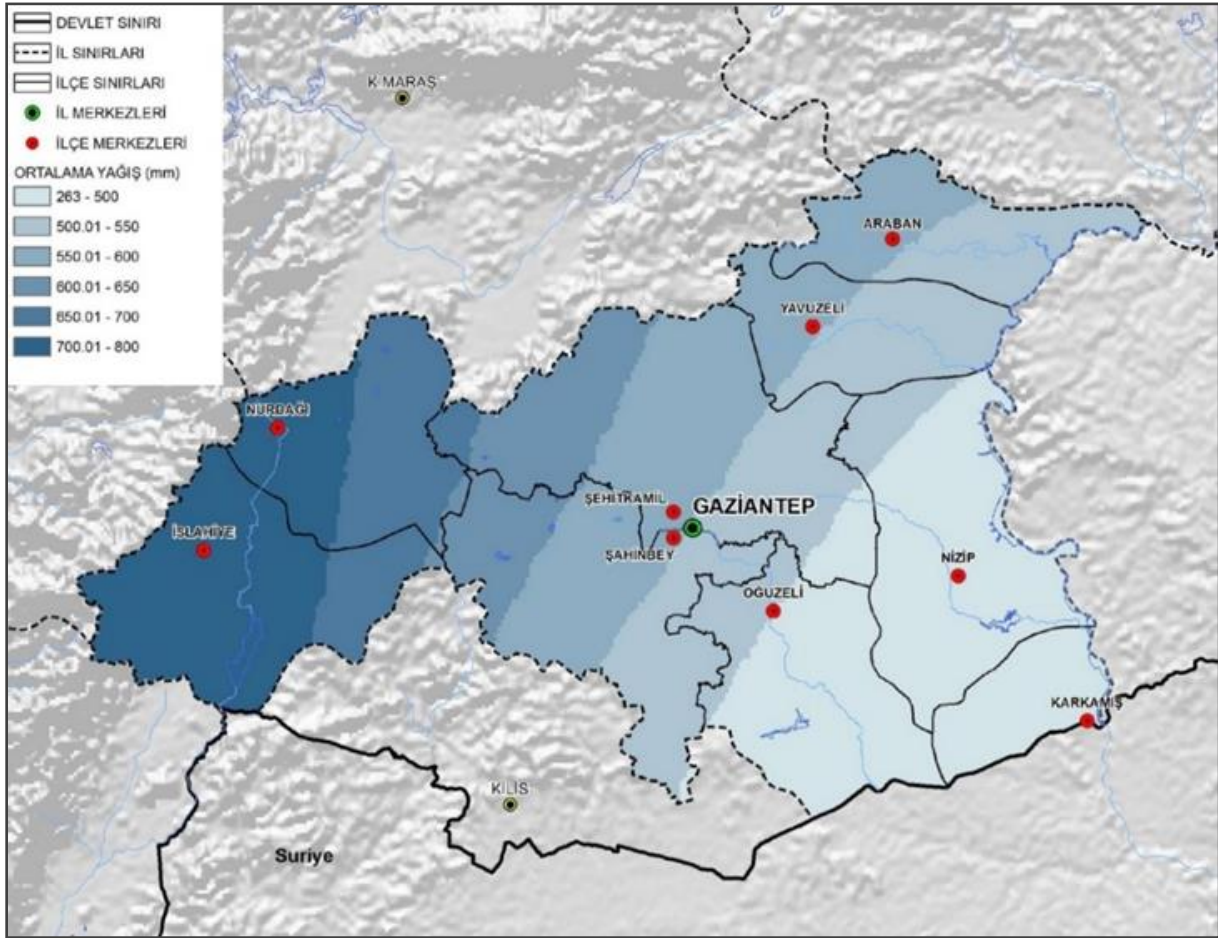 DEVLET SINIRI
İL SINIRLARI
İLÇE SINIRLARI
İL MERKEZLERİ
İLÇE MERKEZLERİ
ORTALAMA YAĞIŞ (mm)
263 - 500
500.01 - 550
550.01 - 600
600.01 - 650
650.01 - 700
700.01 - 800
K.MARAŞ
ARABAN
YAVUZELİ
NURDAĞI
ŞEHİTKAMİL
GAZİANTEP
İSLAHİYE
ŞAHİNBEY
NİZİP
OĞUZELİ
KARKAMIŞ
KİLİS
Suriye